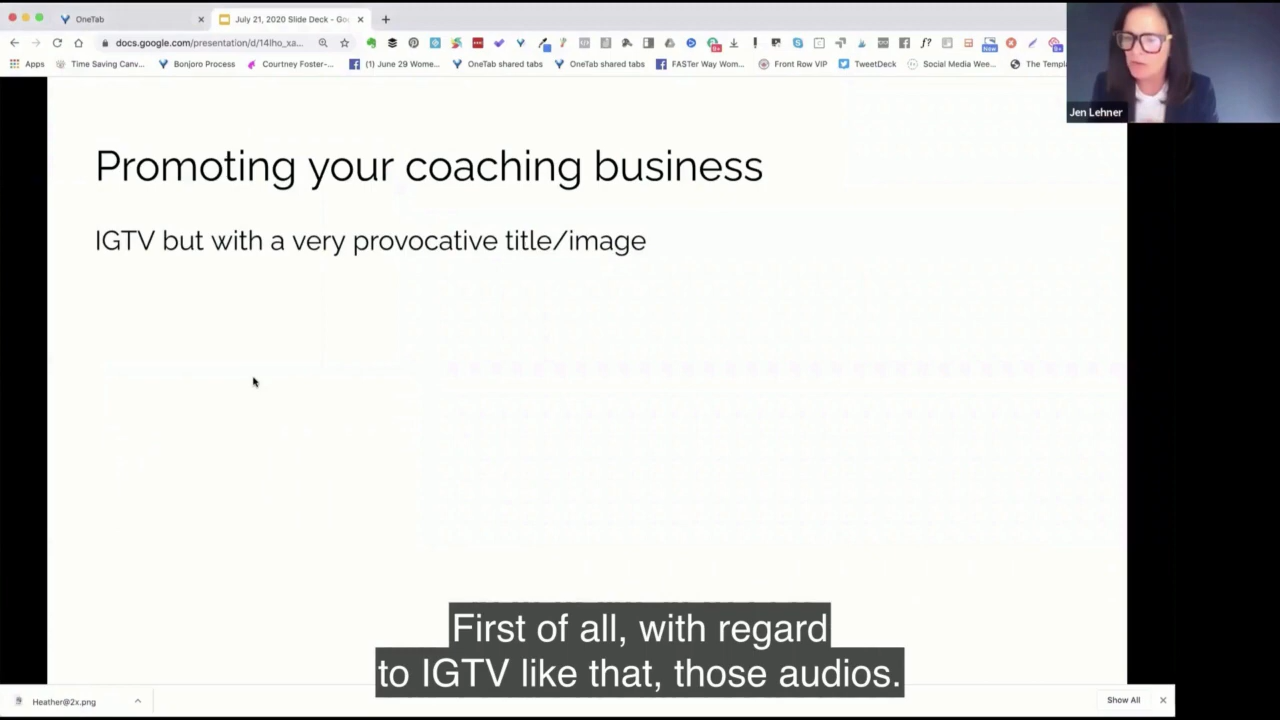 OneTab
July 21, 2020 Slide Deck - Goo
docs.google.com/presentation/d/14lho_xa...
Apps
Time Saving Canv...
Bonjoro Process
Courtney Foster-...
(1) June 29 Wome...
OneTab shared tabs
OneTab shared tabs
FASTer Way Wom...
Front Row VIP
TweetDeck
Social Media Wee...
The Templa
Jen Lehner
Promoting your coaching business
IGTV but with a very provocative title/image
First of all, with regard
to IGTV like that, those audios.
Heather@2x.png
Show All